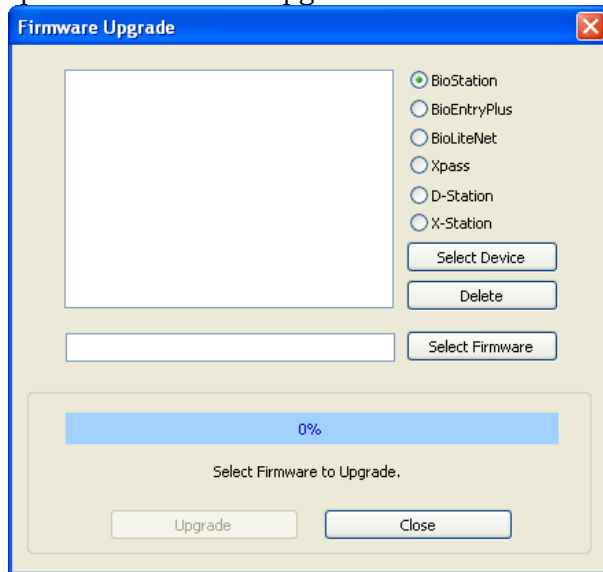 Firmware Upgrade
BioStation
BioEntryPlus
BioLiteNet
Xpass
D-Station
X-Station
Select Device
Delete
Select Firmware
0%
Select Firmware to Upgrade.
Upgrade
Close